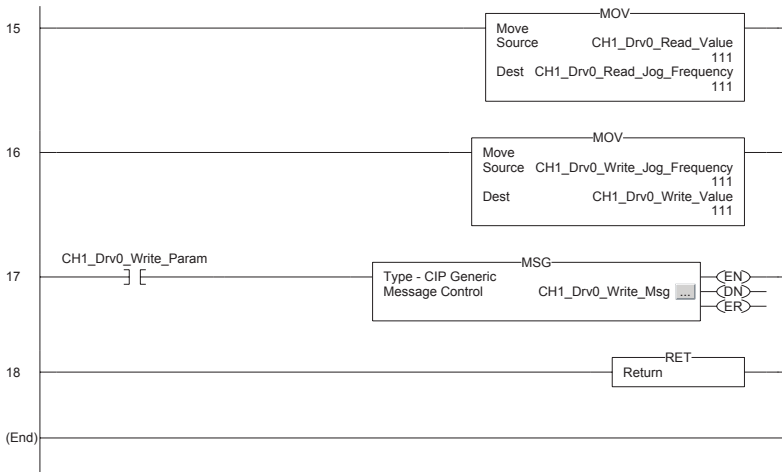 MOV
15
Move
Source CH1_Drv0_Read_Value
111
Dest CH1_Drv0_Read_Jog_Frequency
111
MOV
16
Move
Source CH1_Drv0_Write_Jog_Frequency
111
Dest CH1_Drv0_Write_Value
111
CH1_Drv0_Write_Param
MSG
17
Type - CIP Generic
EN
Message Control CH1_Drv0_Write_Msg ...
DN
ER
RET
18
Return
(End)